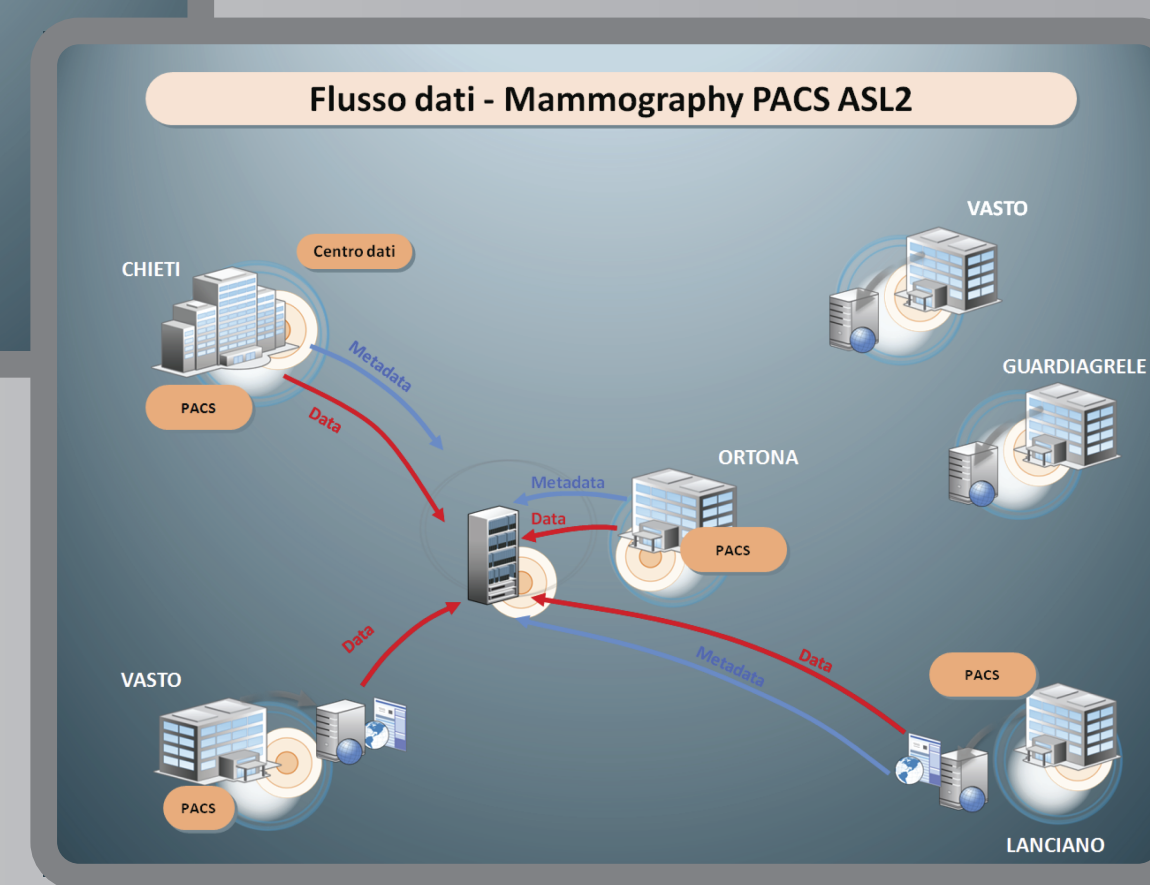 Flusso dati - Mammography PACS ASL2
VASTO
Centro dati
CHIETI
Metadata
GUARDIAGRELE
PACS
Data
ORTONA
Metadata
Data
PACS
Data
Metadata
Data
PACS
VASTO
PACS
LANCIANO